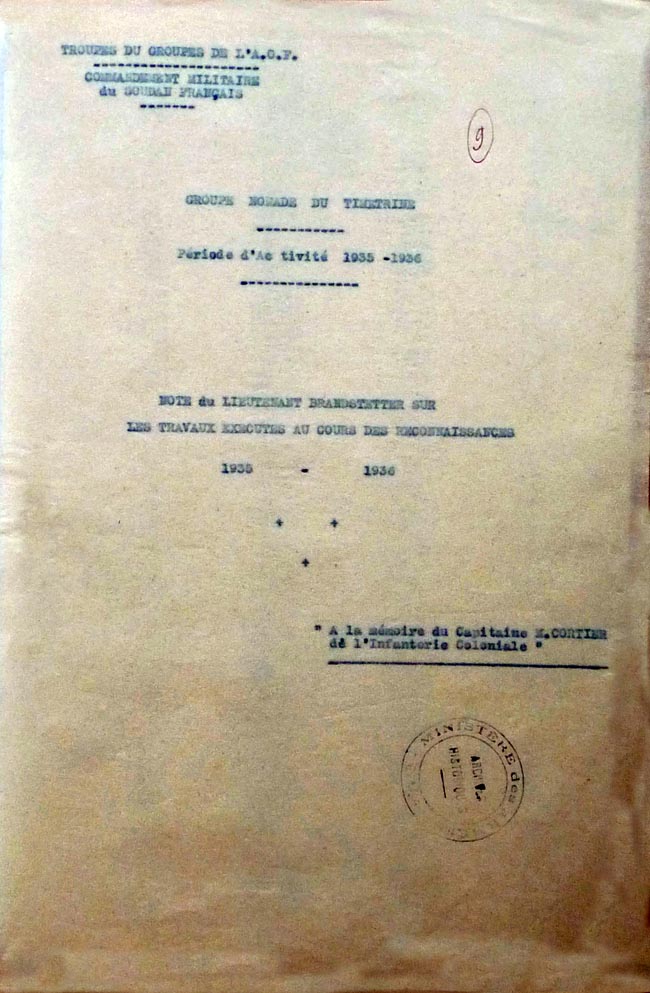 TROUPES DU GROUPES DE L'A.O.F.
COMMANDEMENT MILITAIRE
du SOUDAN FRANÇAIS
9
GROUPE NOMADE DU TIMETRINE
Période d'Ac tivité 1935 -1936
NOTE du LIEUTENANT BRANDSTETTER SUR
LES TRAVAUX EXECUTES AU COURS DES RECONNAISSANCES
1935 - 1936
+ +
+
" A la mémoire du Capitaine M.CORTIER
dé l'Infanterie Coloniale "
MINISTERE des